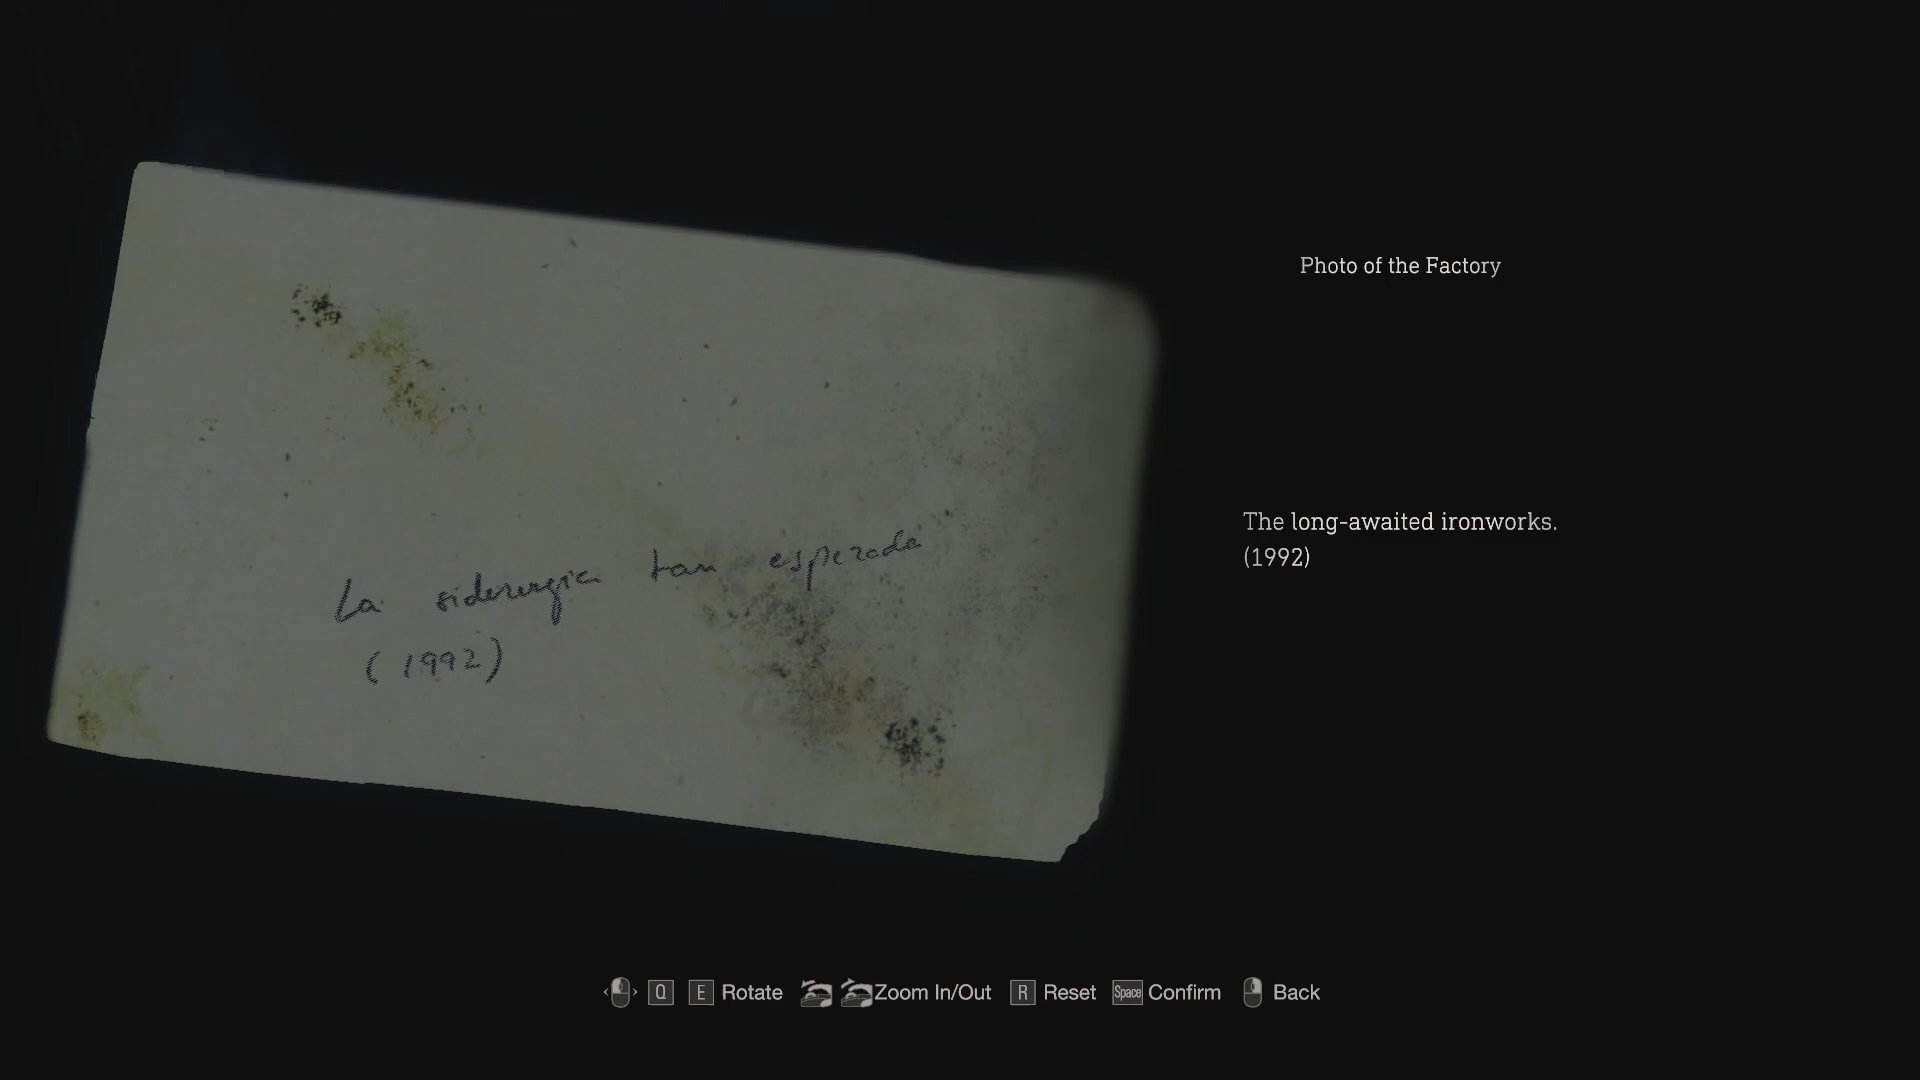 Photo of the Factory
La siderurgia tan esperada
(1992)
The long-awaited ironworks.
(1992)
Q E Rotate Zoom In/Out R Reset Space Confirm Back